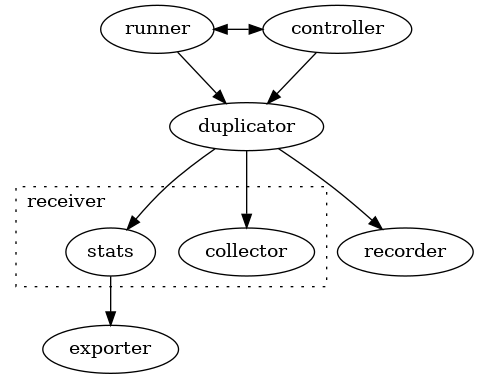 runner
controller
duplicator
receiver
stats
collector
recorder
exporter